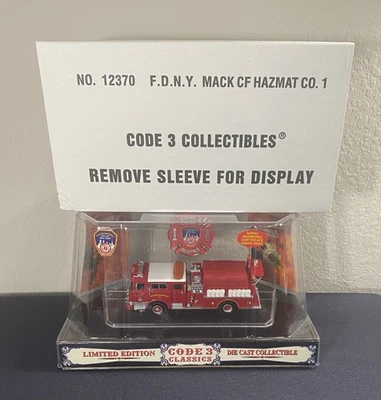 NO. 12370 F.D.N.Y. MACK CF HAZMAT CO. 1
CODE 3 COLLECTIBLES®
REMOVE SLEEVE FOR DISPLAY
LIMITED EDITION
CODE 3
CLASSICS
DIE CAST COLLECTIBLE